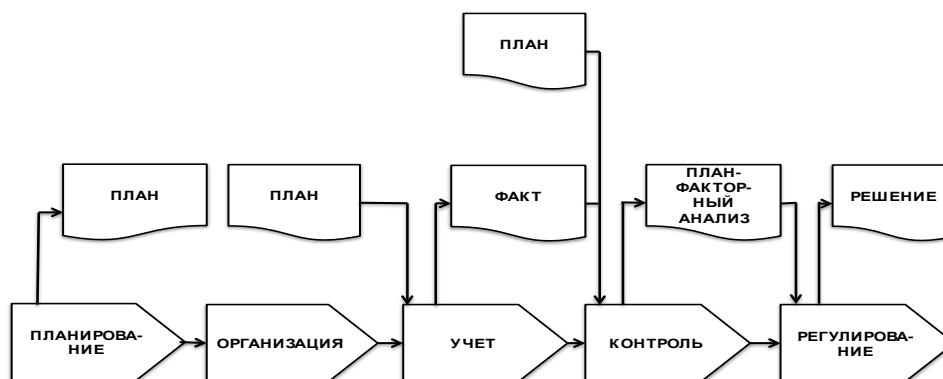 ПЛАН
ПЛАН
ПЛАН
ФАКТ
ПЛАН-
ФАКТОР-
НЫЙ
АНАЛИЗ
РЕШЕНИЕ
ПЛАНИРОВА-
НИЕ
ОРГАНИЗАЦИЯ
УЧЕТ
КОНТРОЛЬ
РЕГУЛИРОВА-
НИЕ